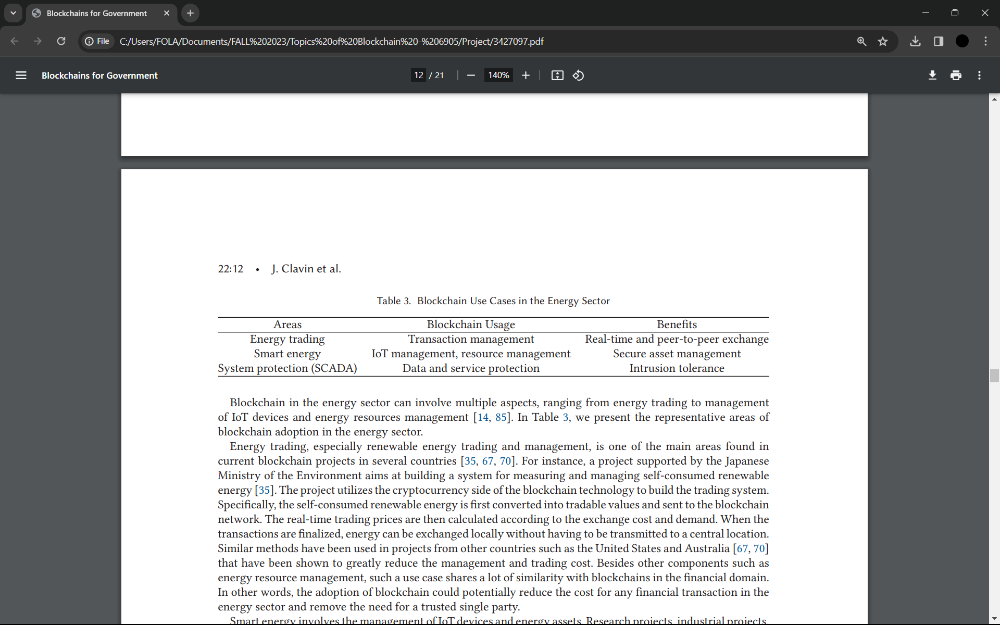 Blockchains for Government
File
C:/Users/FOLA/Documents/FALL%202023/Topics%20of%20Blockchain%20-%206905/Project/3427097.pdf
Blockchains for Government
12 / 21
140%
22:12 • J. Clavin et al.
Table 3. Blockchain Use Cases in the Energy Sector
Areas Blockchain Usage Benefits
Energy trading Transaction management Real-time and peer-to-peer exchange
Smart energy IoT management, resource management Secure asset management
System protection (SCADA) Data and service protection Intrusion tolerance
Blockchain in the energy sector can involve multiple aspects, ranging from energy trading to management
of IoT devices and energy resources management [14, 85]. In Table 3, we present the representative areas of
blockchain adoption in the energy sector.
Energy trading, especially renewable energy trading and management, is one of the main areas found in
current blockchain projects in several countries [35, 67, 70]. For instance, a project supported by the Japanese
Ministry of the Environment aims at building a system for measuring and managing self-consumed renewable
energy [35]. The project utilizes the cryptocurrency side of the blockchain technology to build the trading system.
Specifically, the self-consumed renewable energy is first converted into tradable values and sent to the blockchain
network. The real-time trading prices are then calculated according to the exchange cost and demand. When the
transactions are finalized, energy can be exchanged locally without having to be transmitted to a central location.
Similar methods have been used in projects from other countries such as the United States and Australia [67, 70]
that have been shown to greatly reduce the management and trading cost. Besides other components such as
energy resource management, such a use case shares a lot of similarity with blockchains in the financial domain.
In other words, the adoption of blockchain could potentially reduce the cost for any financial transaction in the
energy sector and remove the need for a trusted single party.
Smart energy involves the management of IoT devices and energy assets. Research projects, industrial projects,